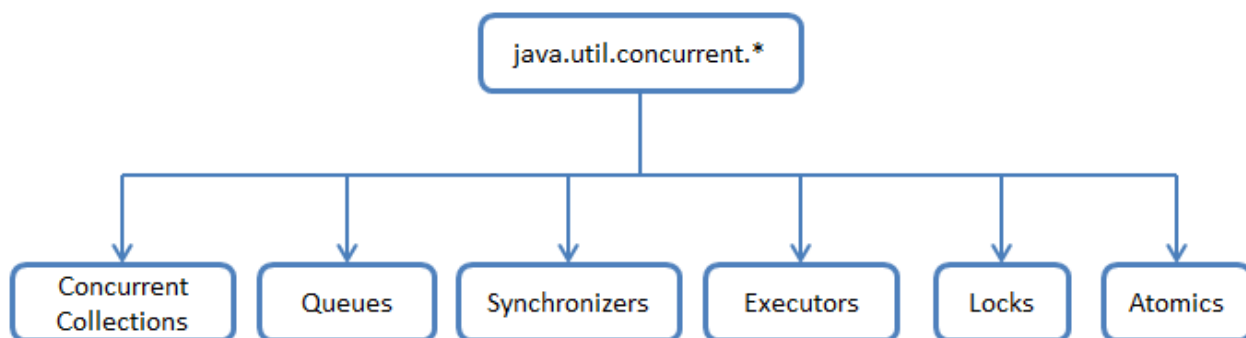 java.util.concurrent.*
Concurrent
Collections
Queues
Synchronizers
Executors
Locks
Atomics